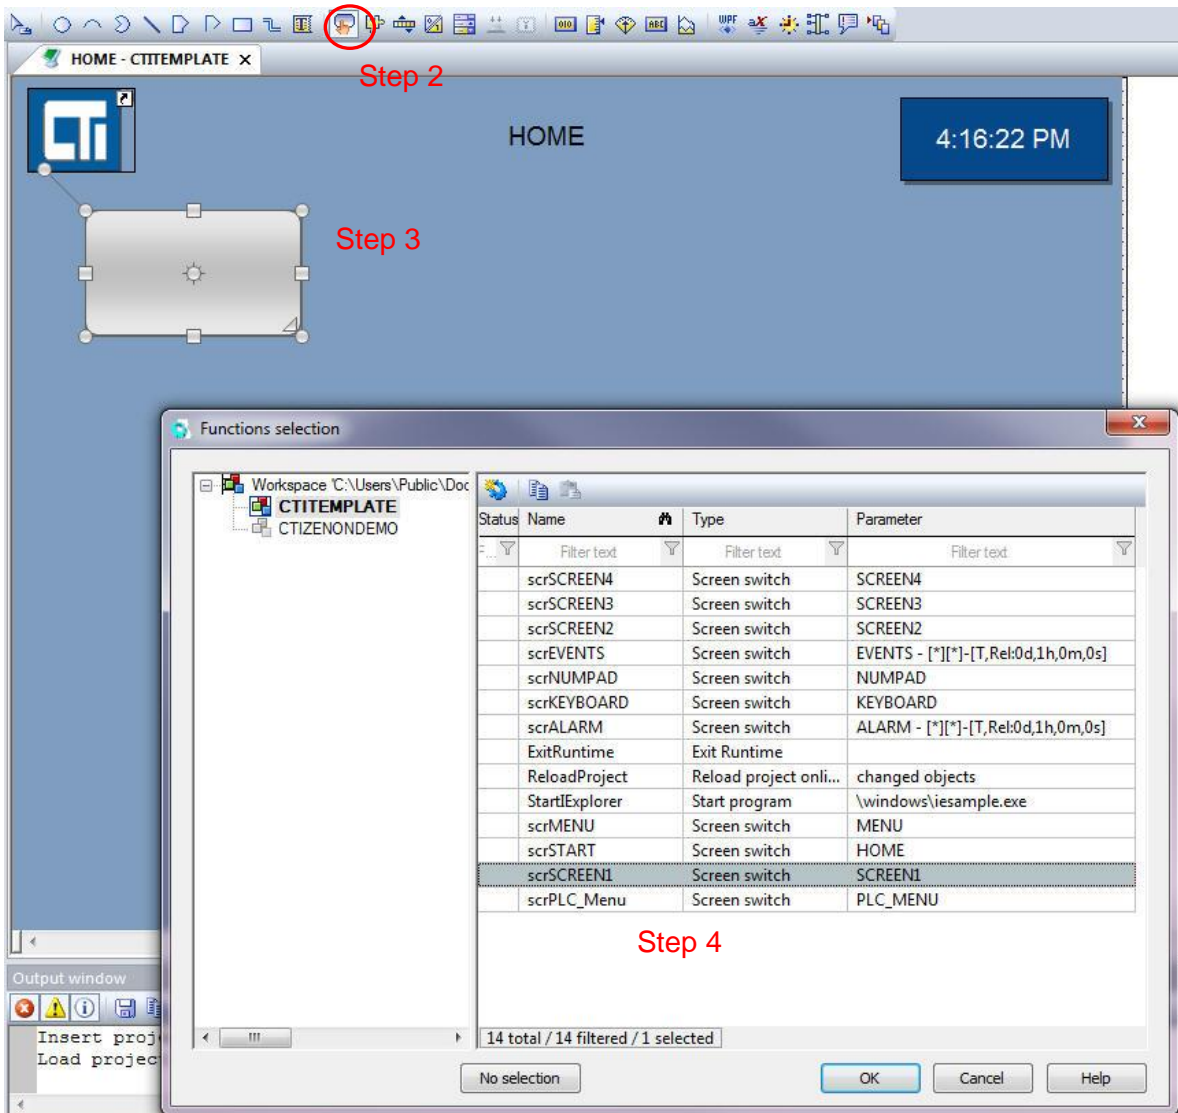 Step 2
HOME - CTITEMPLATE X
CTi
HOME
4:16:22 PM
Step 3
Functions selection
Workspace 'C:\Users\Public\Doc
CTITEMPLATE
CTIZENONDEMO
Status Name Type Parameter
F... Filter text Filter text Filter text
scrSCREEN4 Screen switch SCREEN4
scrSCREEN3 Screen switch SCREEN3
scrSCREEN2 Screen switch SCREEN2
scrEVENTS Screen switch EVENTS - [*][*]-[T,Rel:0d,1h,0m,0s]
scrNUMPAD Screen switch NUMPAD
scrKEYBOARD Screen switch KEYBOARD
scrALARM Screen switch ALARM - [*][*]-[T,Rel:0d,1h,0m,0s]
ExitRuntime Exit Runtime
ReloadProject Reload project onli... changed objects
StartIExplorer Start program \windows\iesample.exe
scrMENU Screen switch MENU
scrSTART Screen switch HOME
scrSCREEN1 Screen switch SCREEN1
scrPLC_Menu Screen switch PLC_MENU
Step 4
14 total / 14 filtered / 1 selected
No selection OK Cancel Help
Output window
Insert proj
Load projec